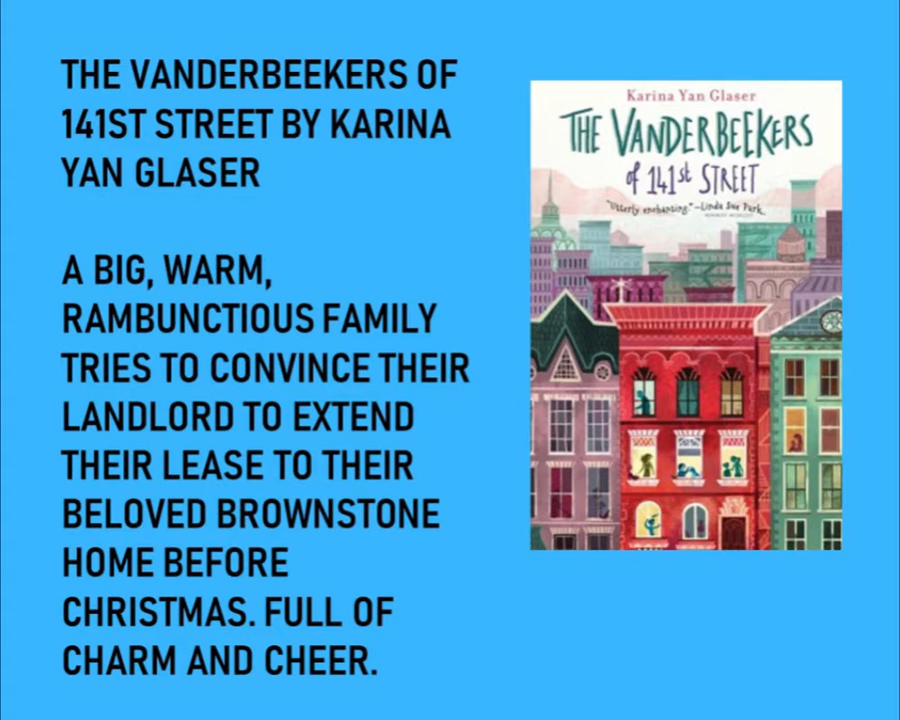 THE VANDERBEEKERS OF
141ST STREET BY KARINA
YAN GLASER
A BIG, WARM,
RAMBUNCTIOUS FAMILY
TRIES TO CONVINCE THEIR
LANDLORD TO EXTEND
THEIR LEASE TO THEIR
BELOVED BROWNSTONE
HOME BEFORE
CHRISTMAS. FULL OF
CHARM AND CHEER.
Karina Yan Glaser
THE VANDERBEEKERS
of 141st STREET
"Utterly enchanting."—Linda Sue Park,